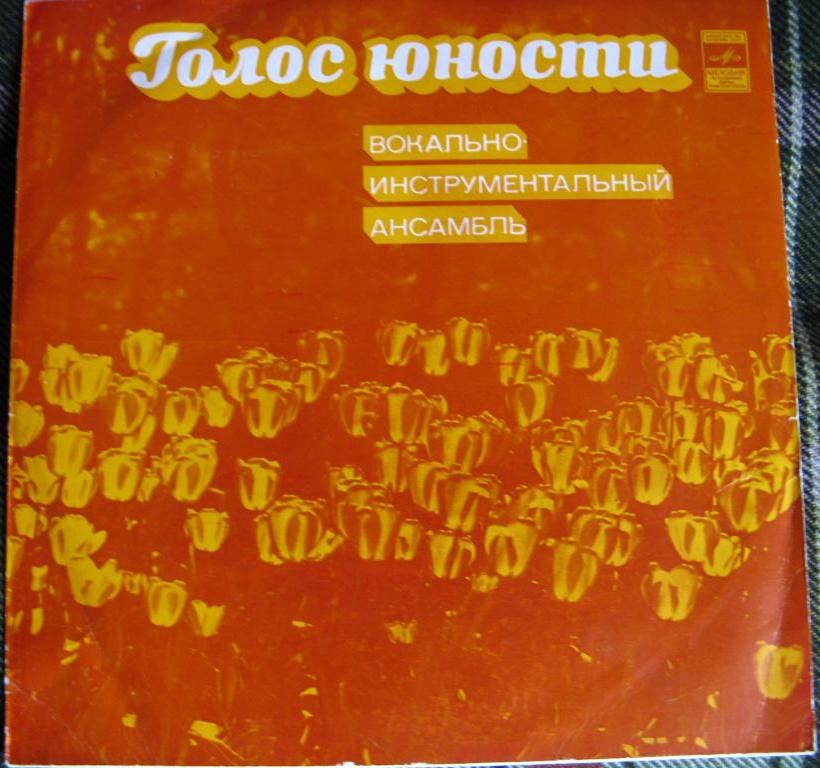 Голос юности
ВОКАЛЬНО-
ИНСТРУМЕНТАЛЬНЫЙ
АНСАМБЛЬ
МЕЛОДИЯ